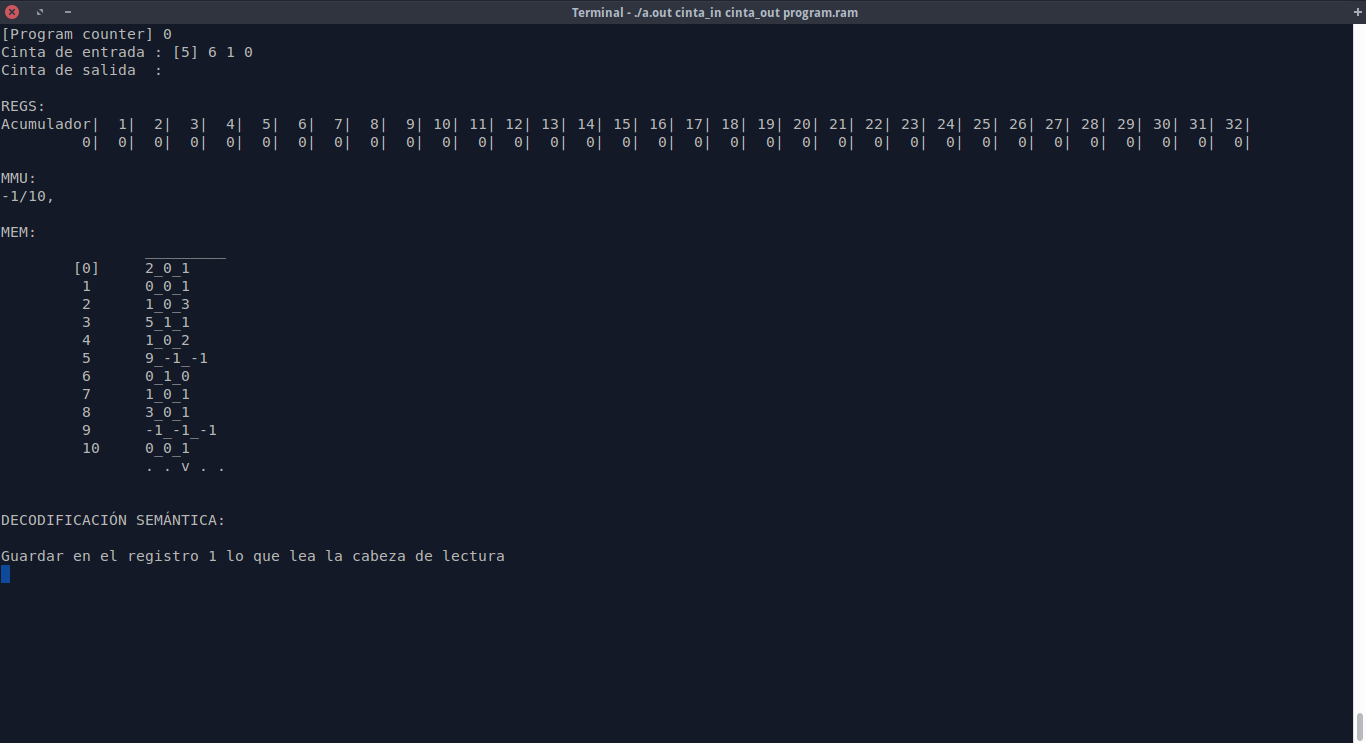 Terminal - ./a.out cinta_in cinta_out program.ram
[Program counter] 0
Cinta de entrada : [5] 6 1 0
Cinta de salida  :
REGS:
Acumulador|  1|  2|  3|  4|  5|  6|  7|  8|  9| 10| 11| 12| 13| 14| 15| 16| 17| 18| 19| 20| 21| 22| 23| 24| 25| 26| 27| 28| 29| 30| 31| 32|
         0|  0|  0|  0|  0|  0|  0|  0|  0|  0|  0|  0|  0|  0|  0|  0|  0|  0|  0|  0|  0|  0|  0|  0|  0|  0|  0|  0|  0|  0|  0|  0|  0|
MMU:
-1/10,
MEM:
_________
[0]     2_0_1
1      0_0_1
2      1_0_3
3      5_1_1
4      1_0_2
5      9_-1_-1
6      0_1_0
7      1_0_1
8      3_0_1
9      -1_-1_-1
10     0_0_1
. . v . .
DECODIFICACIÓN SEMÁNTICA:
Guardar en el registro 1 lo que lea la cabeza de lectura